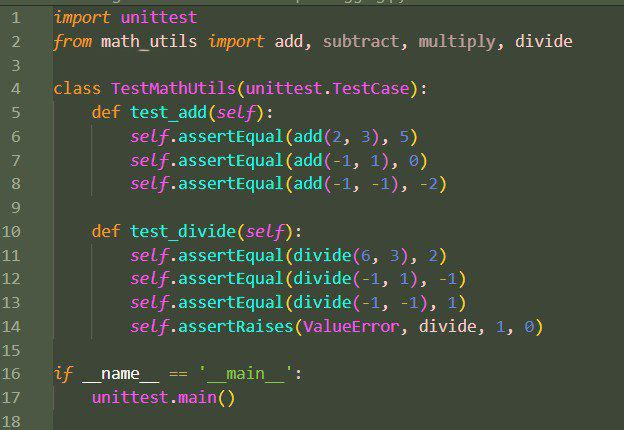 1 import unittest
2 from math_utils import add, subtract, multiply, divide
3
4 class TestMathUtils(unittest.TestCase):
5     def test_add(self):
6         self.assertEqual(add(2, 3), 5)
7         self.assertEqual(add(-1, 1), 0)
8         self.assertEqual(add(-1, -1), -2)
9
10     def test_divide(self):
11         self.assertEqual(divide(6, 3), 2)
12         self.assertEqual(divide(-1, 1), -1)
13         self.assertEqual(divide(-1, -1), 1)
14         self.assertRaises(ValueError, divide, 1, 0)
15
16 if __name__ == '__main__':
17     unittest.main()
18